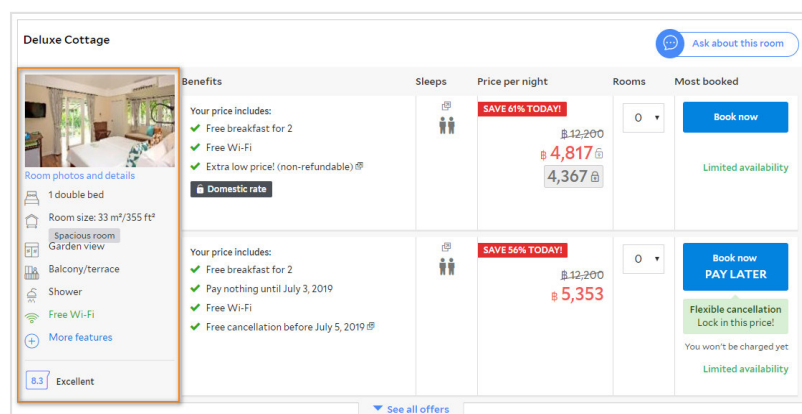 Deluxe Cottage
Ask about this room
Benefits
Sleeps
Price per night
Rooms
Most booked
Room photos and details
1 double bed
Room size: 33 m²/355 ft²
Spacious room
Garden view
Balcony/terrace
Shower
Free Wi-Fi
More features
8.3 Excellent
Your price includes:
Free breakfast for 2
Free Wi-Fi
Extra low price! (non-refundable)
Domestic rate
SAVE 61% TODAY!
฿ 12,200
฿ 4,817
4,367
0
Book now
Limited availability
Your price includes:
Free breakfast for 2
Pay nothing until July 3, 2019
Free Wi-Fi
Free cancellation before July 5, 2019
SAVE 56% TODAY!
฿ 12,200
฿ 5,353
0
Book now
PAY LATER
Flexible cancellation
Lock in this price!
You won't be charged yet
Limited availability
See all offers